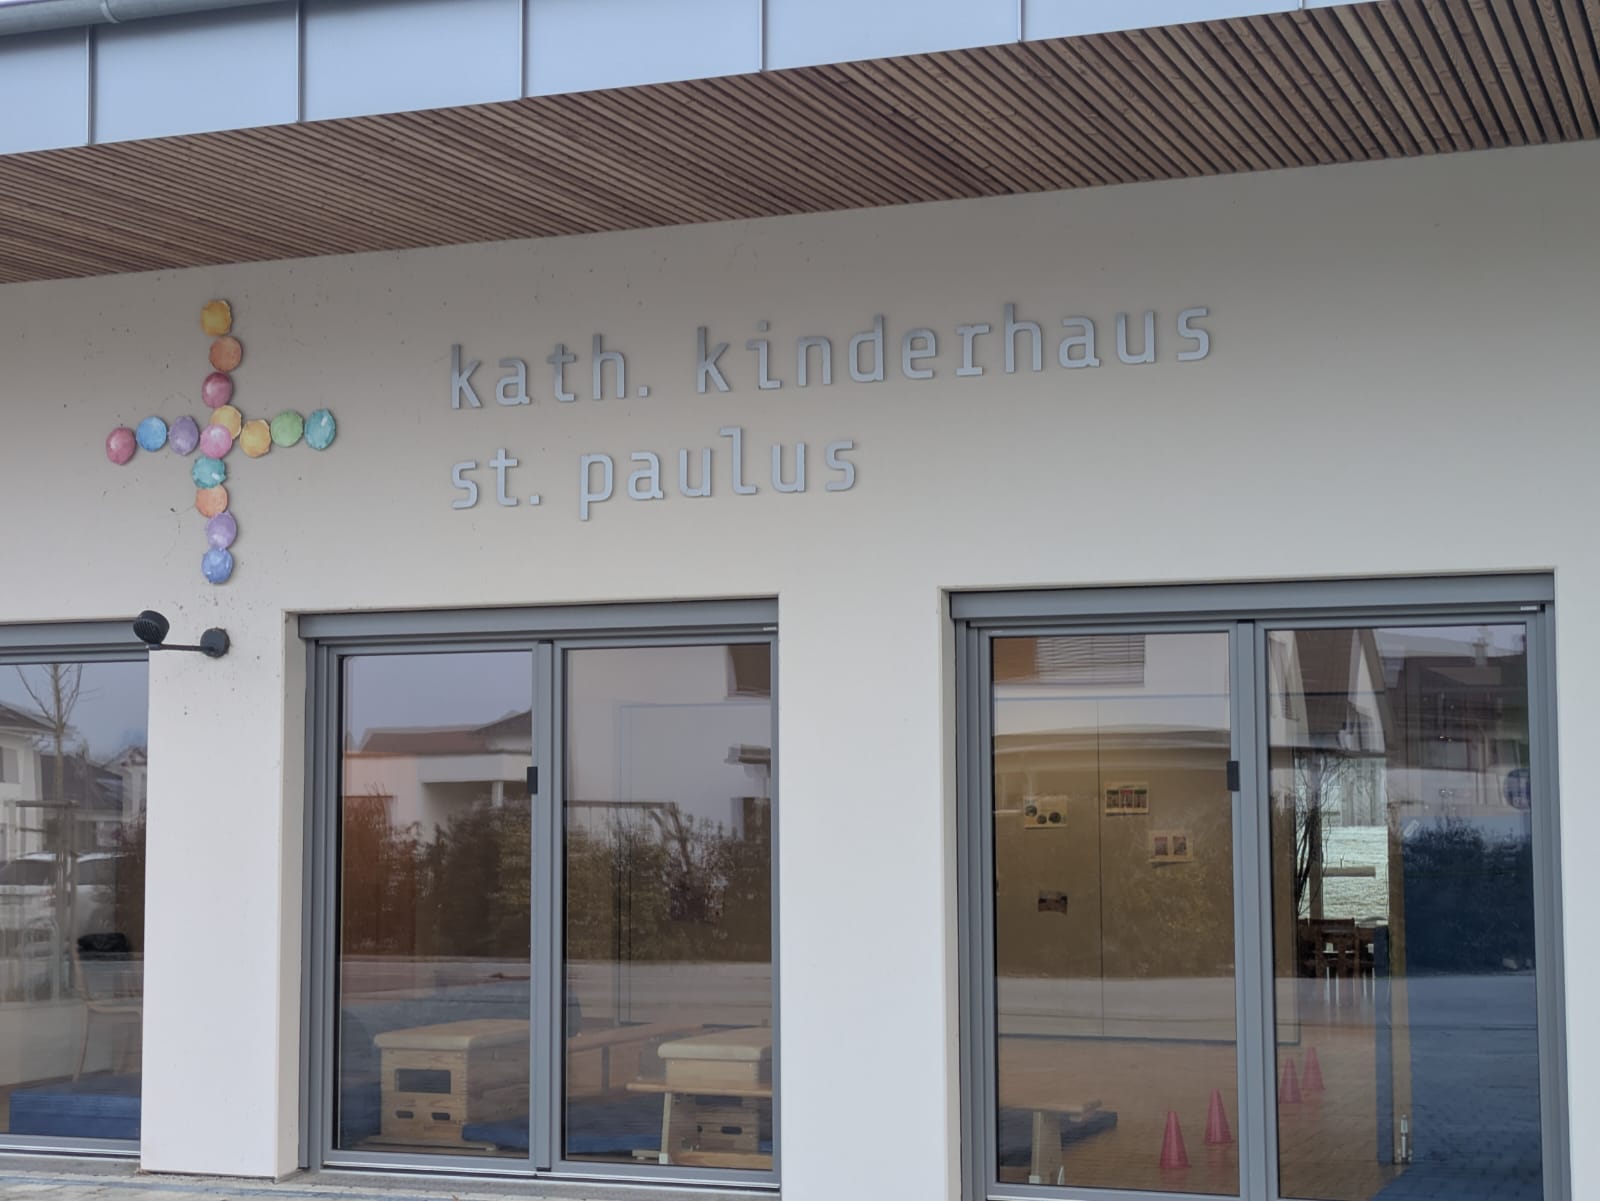 kath. kinderhaus
st. paulus